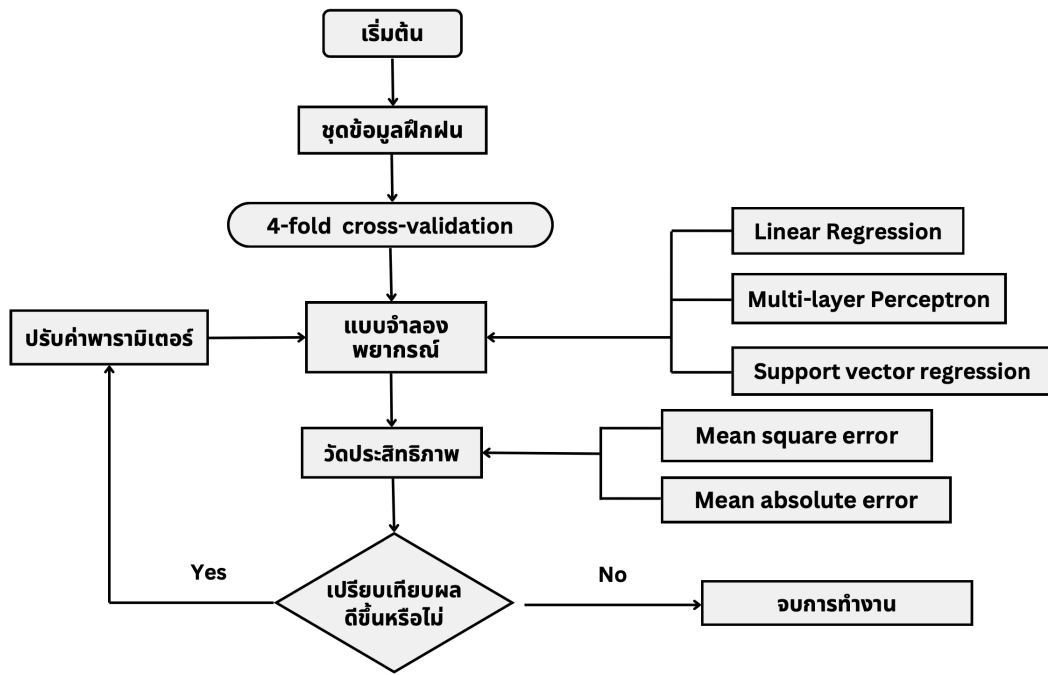 เริ่มต้น
ชุดข้อมูลฝึกฝน
4-fold cross-validation
Linear Regression
Multi-layer Perceptron
Support vector regression
ปรับค่าพารามิเตอร์
แบบจำลอง
พยากรณ์
วัดประสิทธิภาพ
Mean square error
Mean absolute error
Yes
เปรียบเทียบผล
ดีขึ้นหรือไม่
No
จบการทำงาน